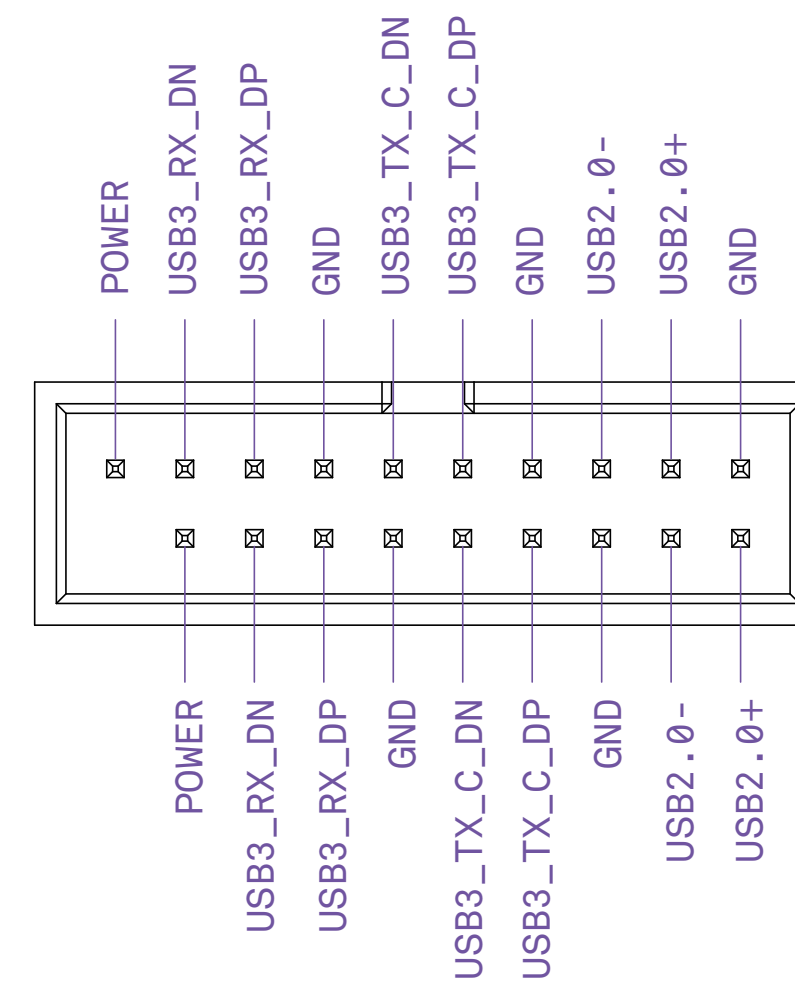 POWER
USB3_RX_DN
USB3_RX_DP
GND
USB3_TX_C_DN
USB3_TX_C_DP
GND
USB2.0-
USB2.0+
GND
POWER
USB3_RX_DN
USB3_RX_DP
GND
USB3_TX_C_DN
USB3_TX_C_DP
GND
USB2.0-
USB2.0+